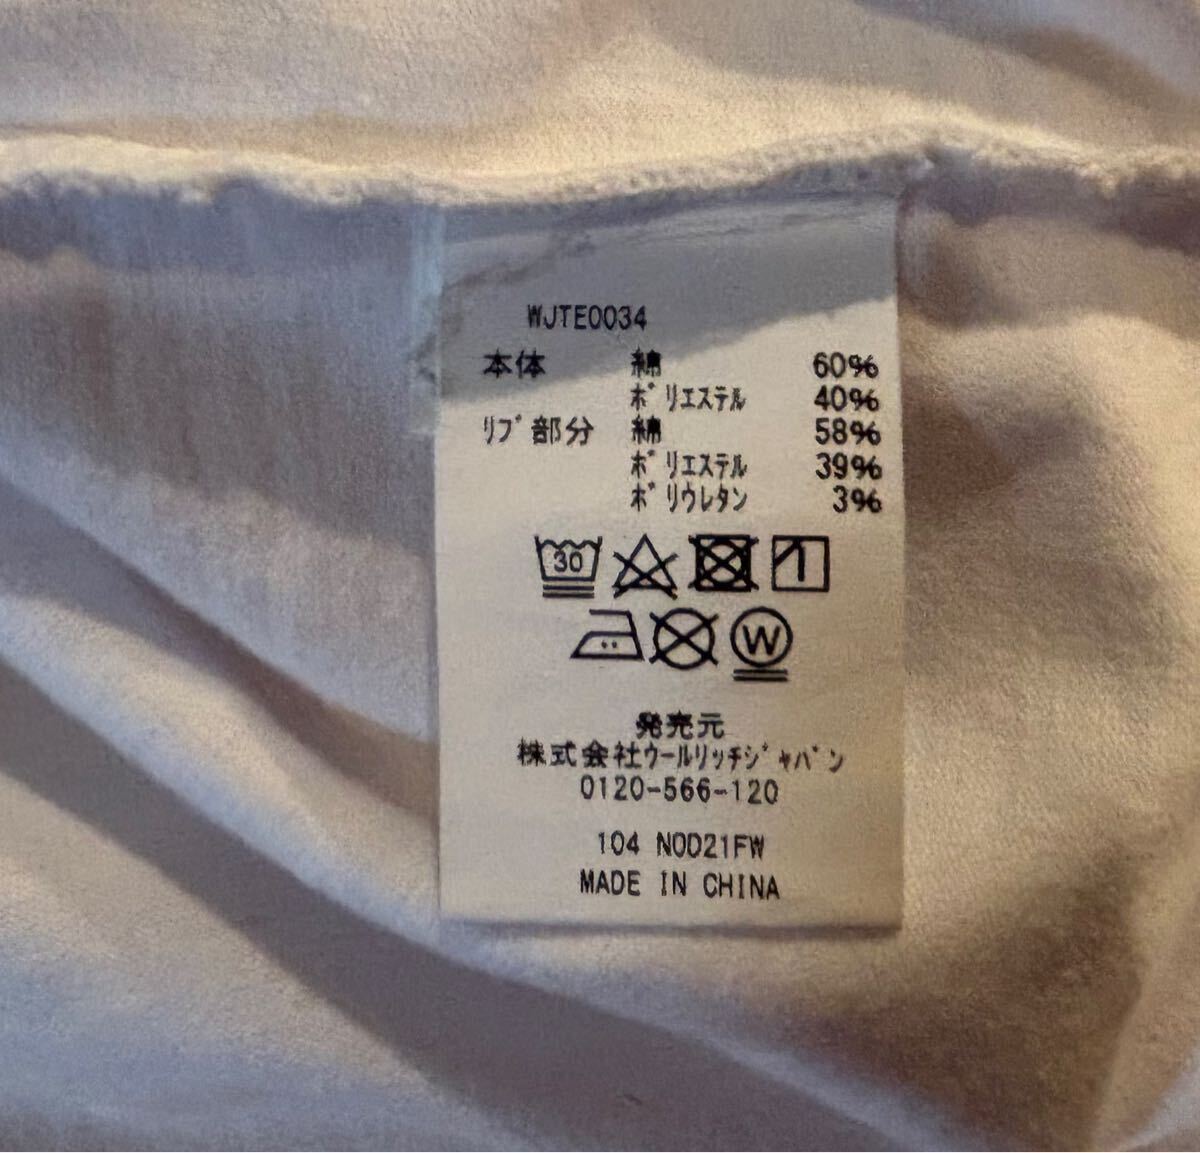 WJTE0034
本体 綿 60%
ポリエステル 40%
リブ部分 綿 58%
ポリエステル 39%
ポリウレタン 3%
30
W
発売元
株式会社ウールリッチジャパン
0120-566-120
104 NOD21FW
MADE IN CHINA